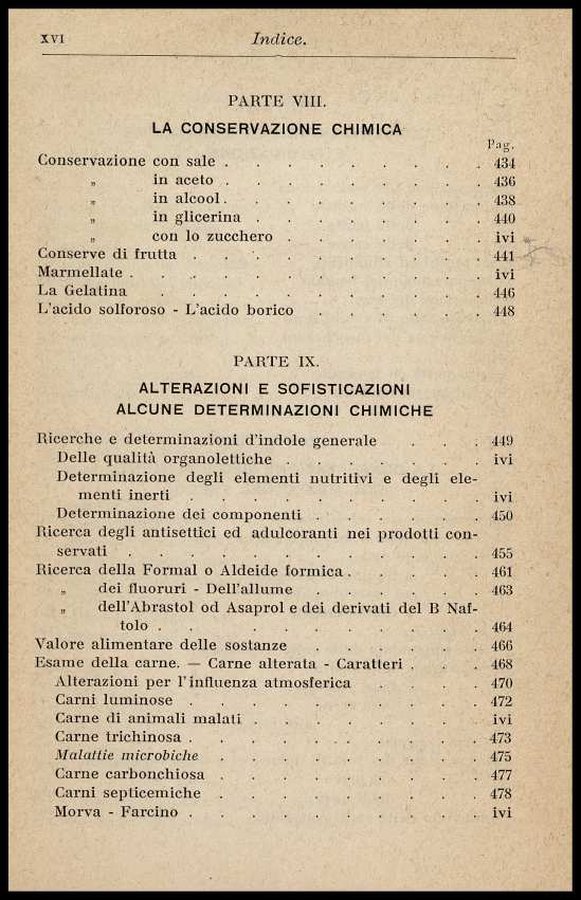 XVI Indice.
PARTE VIII.
LA CONSERVAZIONE CHIMICA
Pag.
Conservazione con sale . . . . . . . . 434
„ in aceto . . . . . . . . 436
„ in alcool . . . . . . . . 438
„ in glicerina . . . . . . . 440
„ con lo zucchero . . . . . . ivi
Conserve di frutta . . . . . . . . . 441
Marmellate . . . . . . . . . . . ivi
La Gelatina . . . . . . . . . . 446
L'acido solforoso - L'acido borico . . . . . 448
PARTE IX.
ALTERAZIONI E SOFISTICAZIONI
ALCUNE DETERMINAZIONI CHIMICHE
Ricerche e determinazioni d'indole generale . . . 449
Delle qualità organolettiche . . . . . . ivi
Determinazione degli elementi nutritivi e degli ele-
menti inerti . . . . . . . . . ivi
Determinazione dei componenti . . . . . 450
Ricerca degli antisettici ed adulcoranti nei prodotti con-
servati . . . . . . . . . . . 455
Ricerca della Formal o Aldeide formica . . . . 461
„ dei fluoruri - Dell'allume . . . . . 463
„ dell'Abrastol od Asaprol e dei derivati del B Naf-
tolo . . . . . . . . . . 464
Valore alimentare delle sostanze . . . . . . 466
Esame della carne. — Carne alterata - Caratteri . . . 468
Alterazioni per l'influenza atmosferica . . . . 470
Carni luminose . . . . . . . . . 472
Carne di animali malati . . . . . . . ivi
Carne trichinosa . . . . . . . . . 473
Malattie microbiche . . . . . . . . 475
Carne carbonchiosa . . . . . . . . 477
Carni septicemiche . . . . . . . . 478
Morva - Farcino . . . . . . . . . ivi